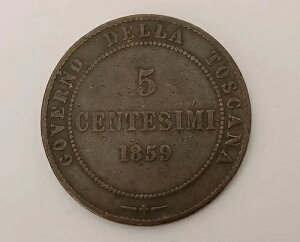 GOVERNO DELLA TOSCANA
5
CENTESIMI
1859